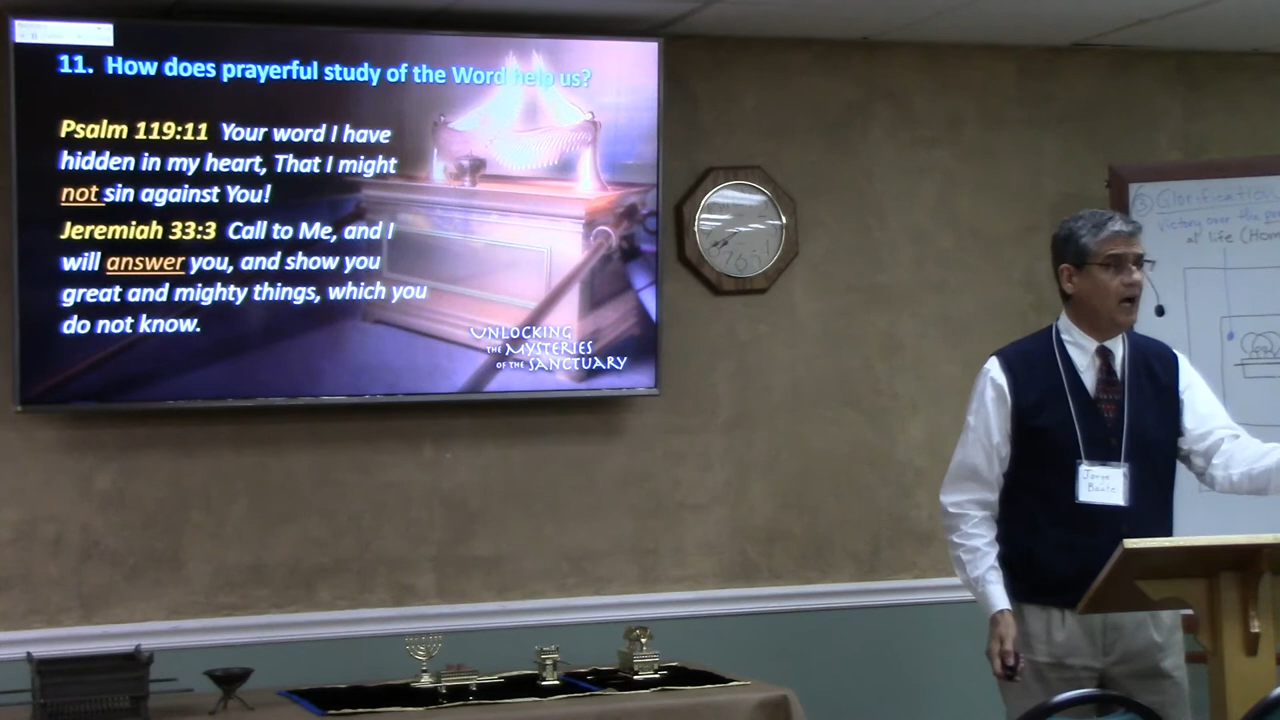 11. How does prayerful study of the Word help us?
Psalm 119:11 Your word I have
hidden in my heart, That I might
not sin against You!
Jeremiah 33:3 Call to Me, and I
will answer you, and show you
great and mighty things, which you
do not know.
UNLOCKING
THE MYSTERIES
OF THE SANCTUARY
③ Glorification
Victory over the
at life (Hom
Jorge